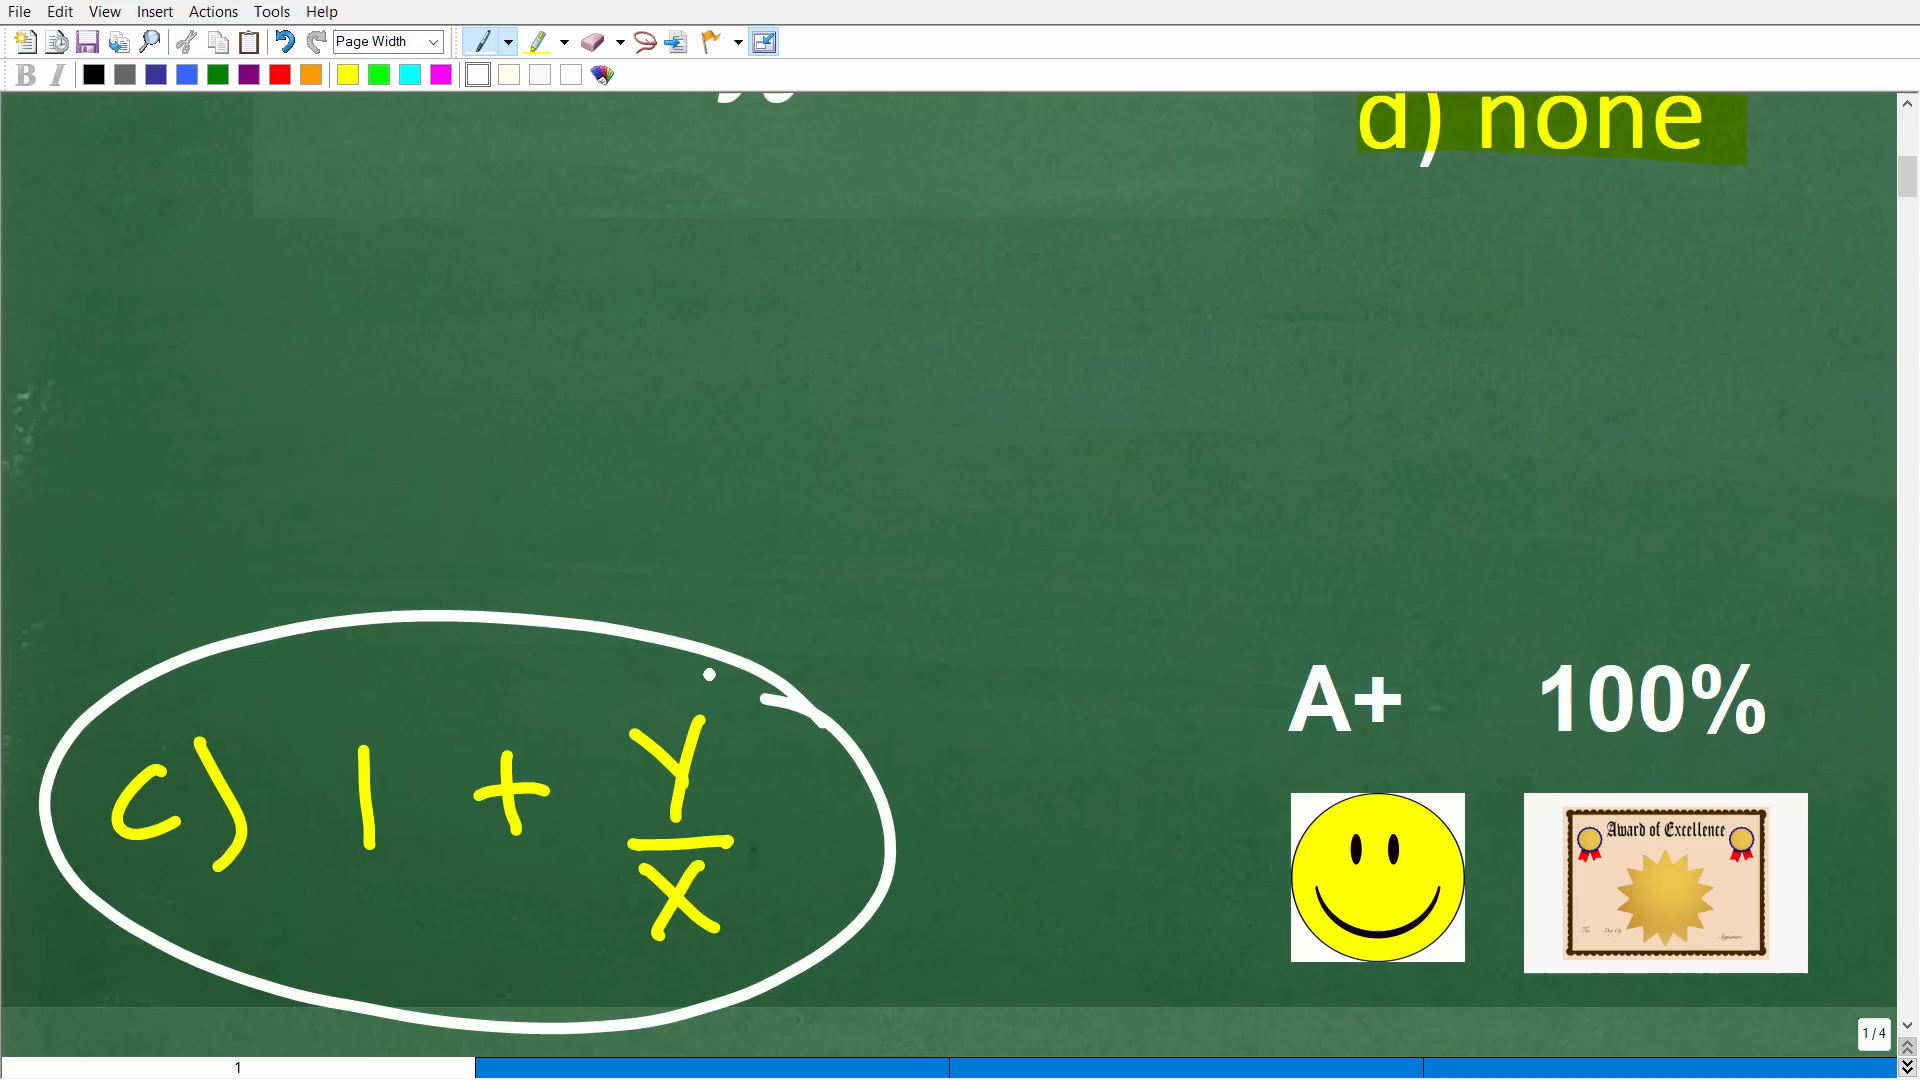 File Edit View Insert Actions Tools Help
Page Width
B I
d) none
c) 1 + Y/X
A+ 100%
Award of Excellence
1 / 4
1